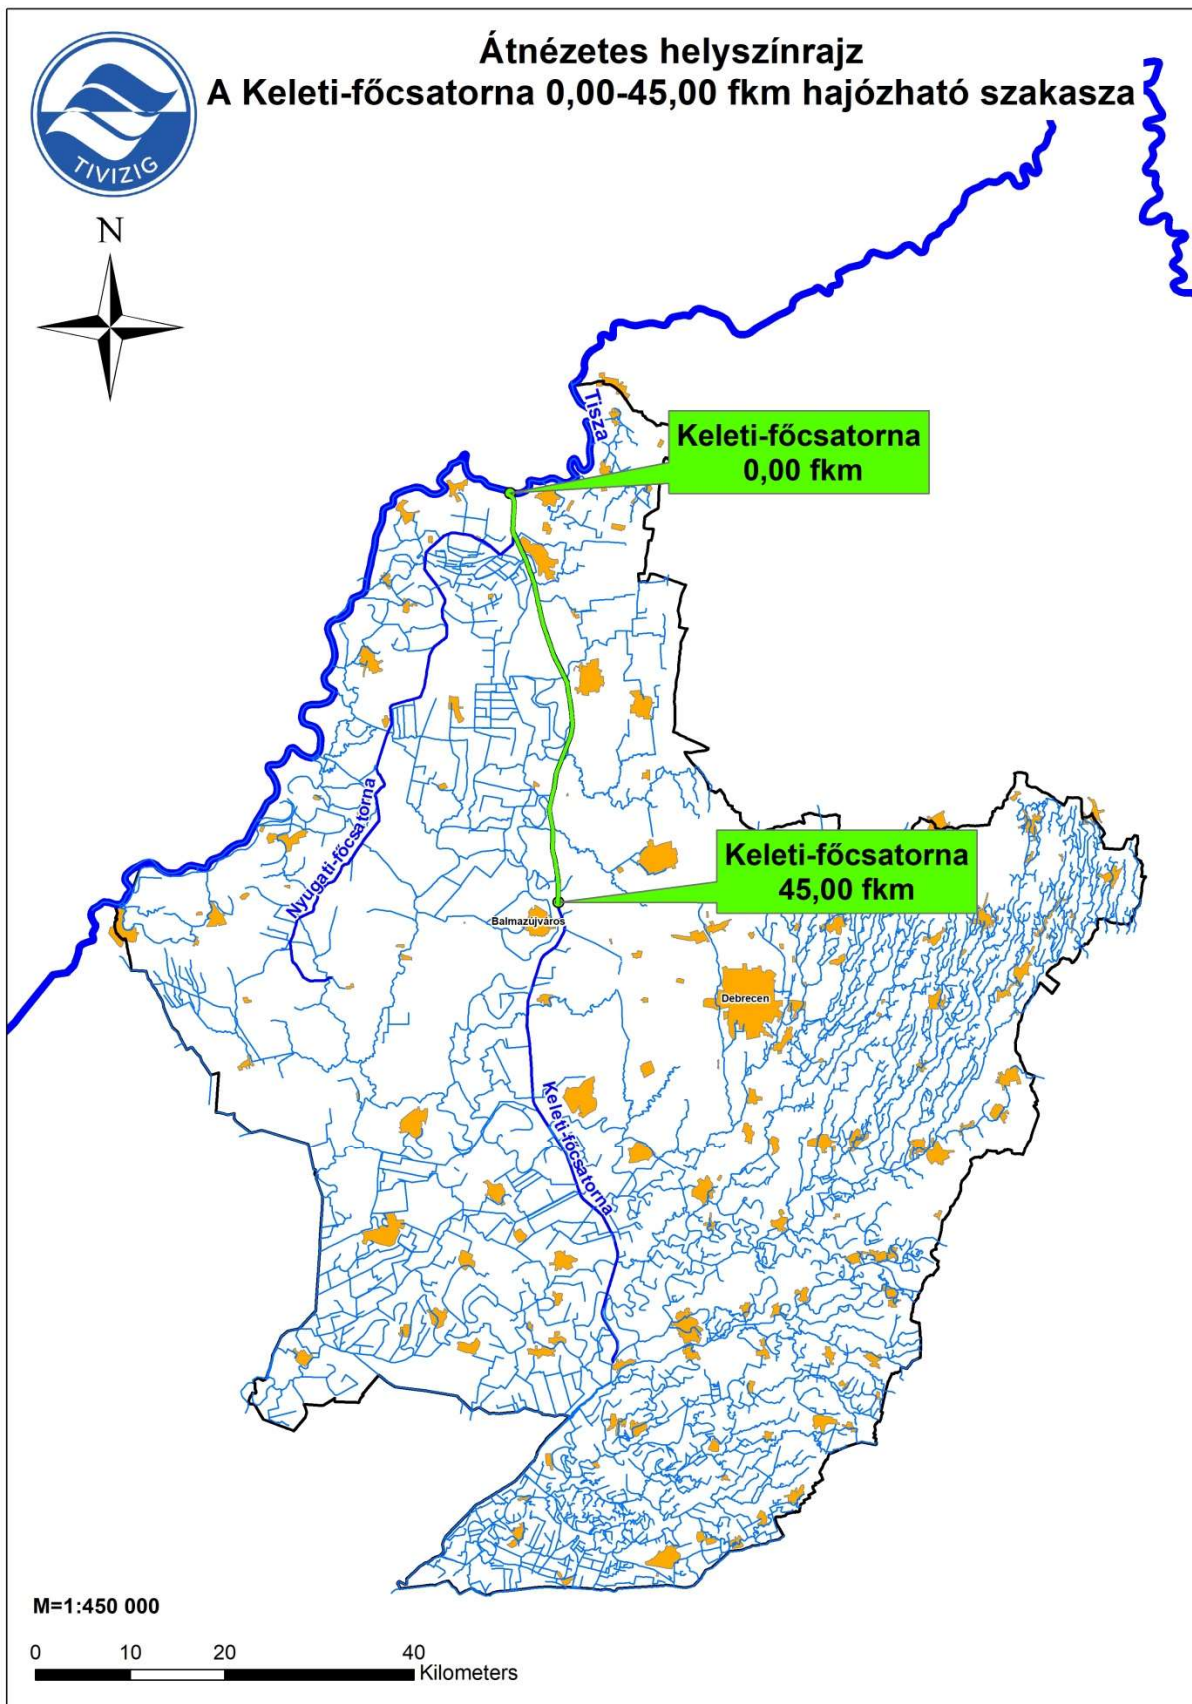 Átnézetes helyszínrajz
A Keleti-főcsatorna 0,00-45,00 fkm hajózható szakasza
TIVIZIG
N
Tisza
Keleti-főcsatorna
0,00 fkm
Nyugati-főcsatorna
Keleti-főcsatorna
45,00 fkm
Balmazújváros
Debrecen
Keleti-főcsatorna
M=1:450 000
0 10 20 40
Kilometers